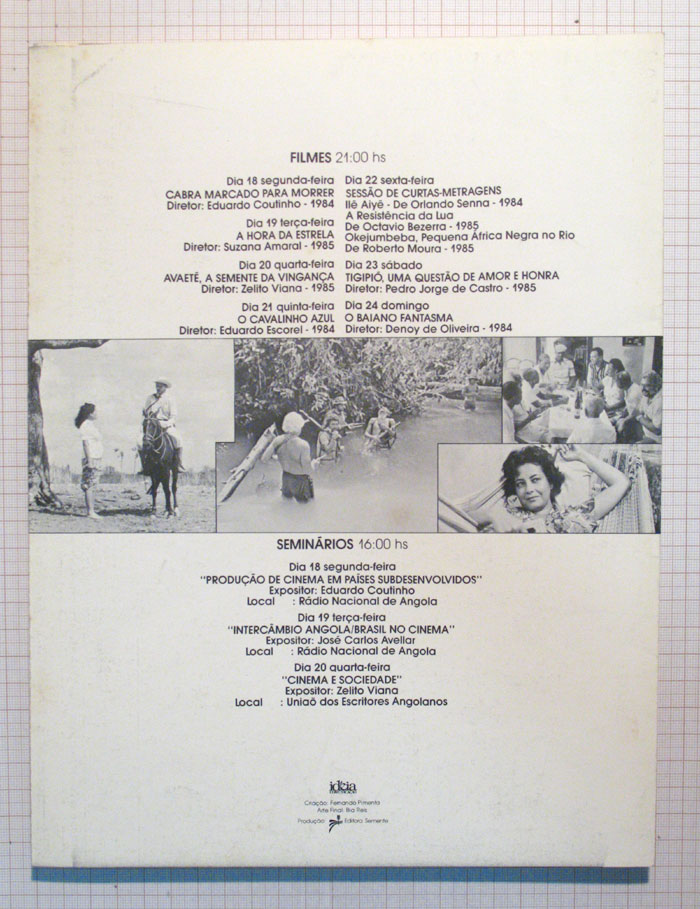 FILMES 21:00 hs
Dia 18 segunda-feira
CABRA MARCADO PARA MORRER
Diretor: Eduardo Coutinho - 1984
Dia 19 terça-feira
A HORA DA ESTRELA
Diretor: Suzana Amaral - 1985
Dia 20 quarta-feira
AVAETÉ, A SEMENTE DA VINGANÇA
Diretor: Zelito Viana - 1985
Dia 21 quinta-feira
O CAVALINHO AZUL
Diretor: Eduardo Escorel - 1984
Dia 22 sexta-feira
SESSÃO DE CURTAS-METRAGENS
Ilê Aiyê - De Orlando Senna - 1984
A Resistência da Lua
De Octavio Bezerra - 1985
Okejumbeba, Pequena África Negra no Rio
De Roberto Moura - 1985
Dia 23 sábado
TIGIPIÓ, UMA QUESTÃO DE AMOR E HONRA
Diretor: Pedro Jorge de Castro - 1985
Dia 24 domingo
O BAIANO FANTASMA
Diretor: Denoy de Oliveira - 1984
SEMINÁRIOS 16:00 hs
Dia 18 segunda-feira
"PRODUÇÃO DE CINEMA EM PAÍSES SUBDESENVOLVIDOS"
Expositor: Eduardo Coutinho
Local : Rádio Nacional de Angola
Dia 19 terça-feira
"INTERCÂMBIO ANGOLA/BRASIL NO CINEMA"
Expositor: José Carlos Avellar
Local : Rádio Nacional de Angola
Dia 20 quarta-feira
"CINEMA E SOCIEDADE"
Expositor: Zelito Viana
Local : Uniaõ dos Escritores Angolanos
idéia
Criação: Fernando Pimenta
Arte Final: Ria Reis
Produção: Editora Semente